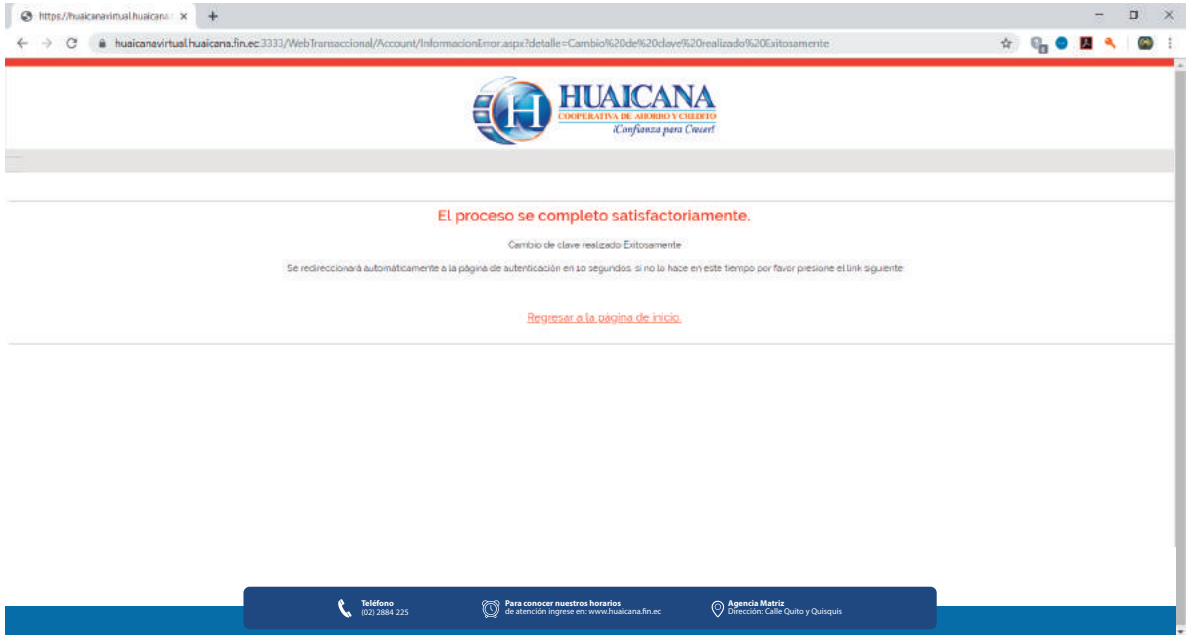 https://huaicanavirtual.huaicana.
huaicanavirtual.huaicana.fin.ec:3333/WebTransaccional/Account/InformacionError.aspx?detalle=Cambio%20de%20clave%20realizado%20Exitosamente
HUAICANA
COOPERATIVA DE AHORRO Y CREDITO
¡Confianza para Crecer!
El proceso se completo satisfactoriamente.
Cambio de clave realizado Exitosamente
Se redireccionará automáticamente a la página de autenticación en 10 segundos, si no lo hace en este tiempo por favor presione el link siguiente:
Regresar a la página de inicio.
Teléfono
(02) 2884 225
Para conocer nuestros horarios
de atención ingrese en: www.huaicana.fin.ec
Agencia Matriz
Dirección: Calle Quito y Quisquis